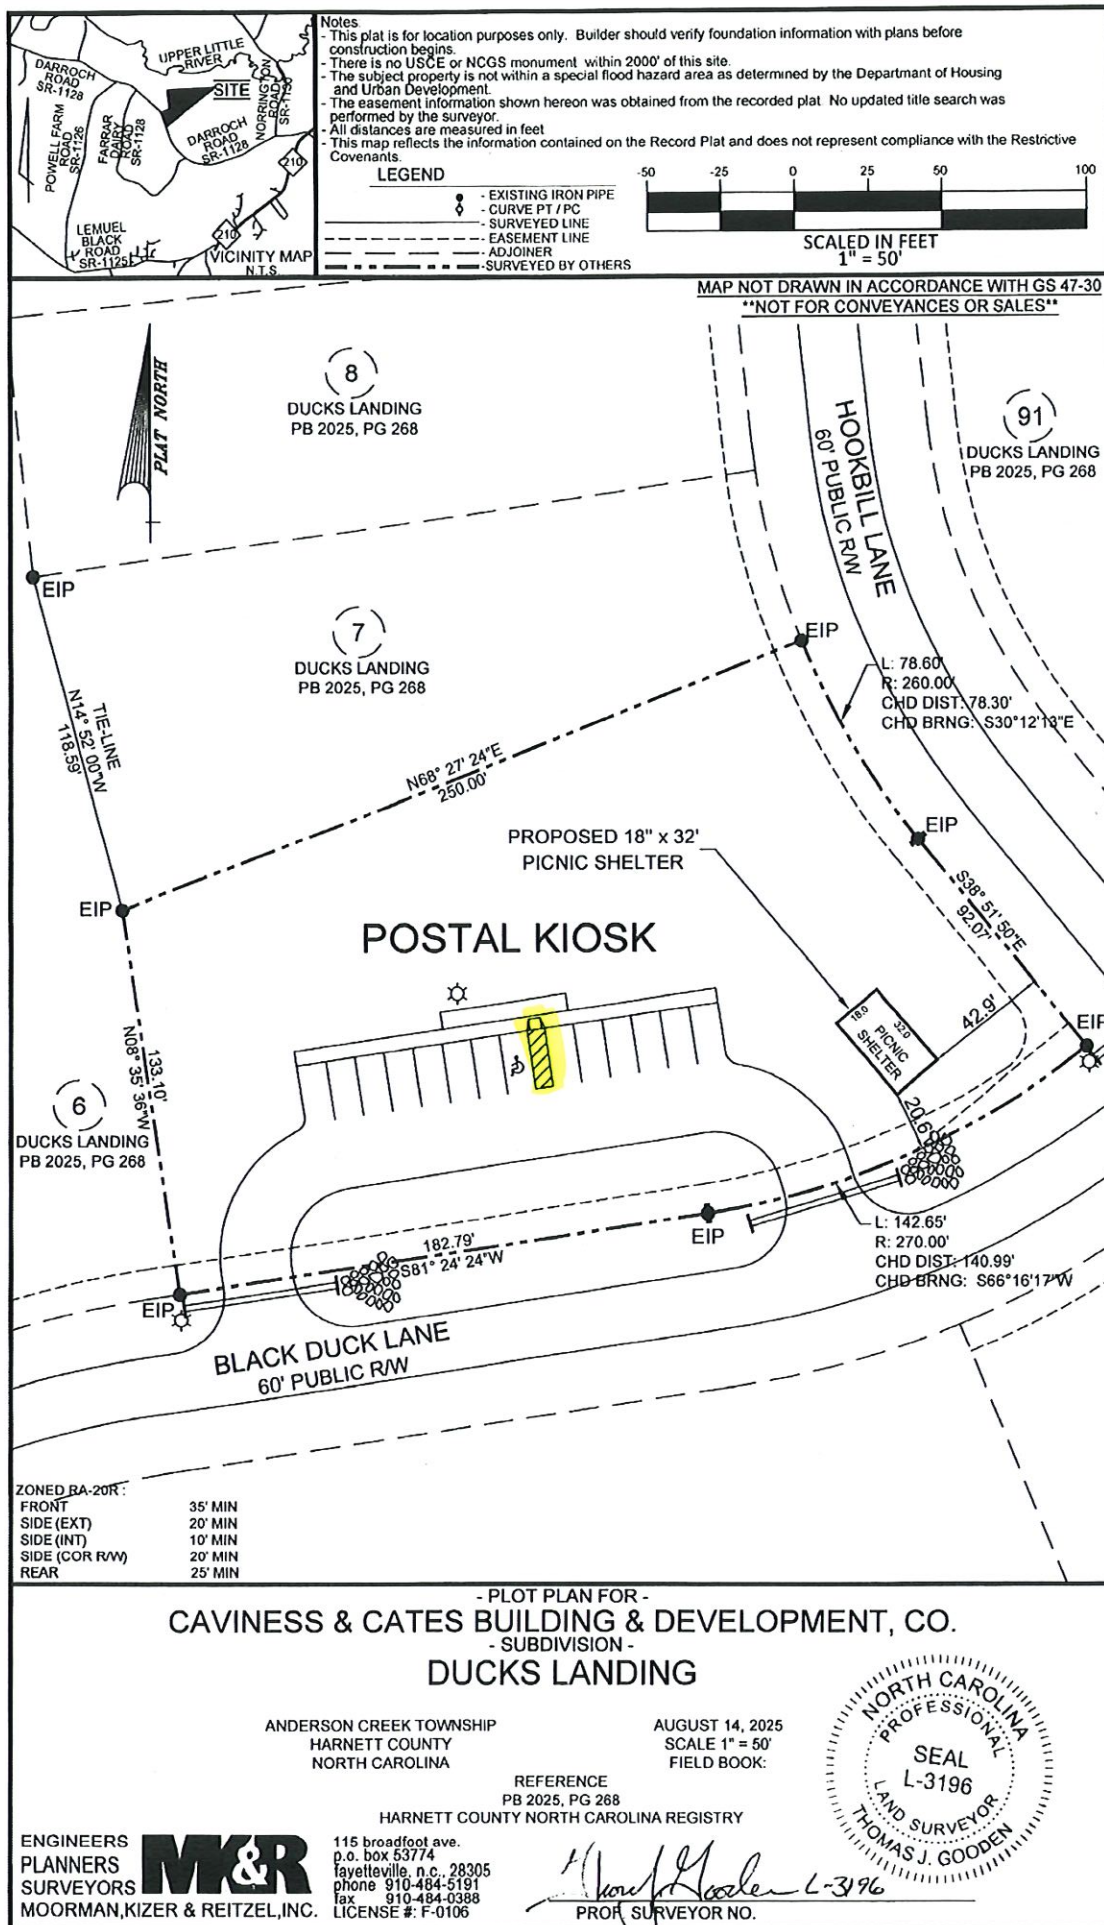 UPPER LITTLE
RIVER
DARROCH
ROAD
SR-1128
SITE
NORRINGTON
ROAD
POWELL FARM
ROAD
SR-1126
FARRAR
DAIRY
ROAD
SR-1128
DARROCH
ROAD
SR-1128
210
LEMUEL
BLACK
ROAD
SR-1125
210
VICINITY MAP
N.T.S.
Notes
- This plat is for location purposes only. Builder should verify foundation information with plans before
construction begins.
- There is no USCE or NCGS monument within 2000' of this site.
- The subject property is not within a special flood hazard area as determined by the Departmant of Housing
and Urban Development.
- The easement information shown hereon was obtained from the recorded plat. No updated title search was
performed by the surveyor.
- All distances are measured in feet
- This map reflects the information contained on the Record Plat and does not represent compliance with the Restrictive
Covenants.
LEGEND
- EXISTING IRON PIPE
- CURVE PT / PC
- SURVEYED LINE
- EASEMENT LINE
- ADJOINER
- SURVEYED BY OTHERS
-50 -25 0 25 50 100
SCALED IN FEET
1" = 50'
MAP NOT DRAWN IN ACCORDANCE WITH GS 47-30
**NOT FOR CONVEYANCES OR SALES**
PLAT NORTH
8
DUCKS LANDING
PB 2025, PG 268
HOOKBILL LANE
60' PUBLIC R/W
91
DUCKS LANDING
PB 2025, PG 268
EIP
7
DUCKS LANDING
PB 2025, PG 268
EIP
L: 78.60'
R: 260.00'
CHD DIST: 78.30'
CHD BRNG: S30°12'13"E
TIE-LINE
N14° 52' 00"W
118.59'
N68° 27' 24"E
250.00'
EIP
PROPOSED 18" x 32'
PICNIC SHELTER
S38° 51' 50"E
92.07'
EIP
POSTAL KIOSK
18.0
32.0
PICNIC
SHELTER
42.9'
EIP
133.10'
N08° 35' 36"W
6
DUCKS LANDING
PB 2025, PG 268
20.6'
182.79'
S81° 24' 24"W
EIP
L: 142.65'
R: 270.00'
CHD DIST: 140.99'
CHD BRNG: S66°16'17"W
EIP
BLACK DUCK LANE
60' PUBLIC R/W
ZONED RA-20R :
FRONT 35' MIN
SIDE (EXT) 20' MIN
SIDE (INT) 10' MIN
SIDE (COR R/W) 20' MIN
REAR 25' MIN
- PLOT PLAN FOR -
CAVINESS & CATES BUILDING & DEVELOPMENT, CO.
- SUBDIVISION -
DUCKS LANDING
ANDERSON CREEK TOWNSHIP
HARNETT COUNTY
NORTH CAROLINA
AUGUST 14, 2025
SCALE 1" = 50'
FIELD BOOK:
REFERENCE
PB 2025, PG 268
HARNETT COUNTY NORTH CAROLINA REGISTRY
NORTH CAROLINA
PROFESSIONAL
SEAL
L-3196
LAND SURVEYOR
THOMAS J. GOODEN
ENGINEERS
PLANNERS
SURVEYORS
MK&R
MOORMAN,KIZER & REITZEL,INC.
115 broadfoot ave.
p.o. box 53774
fayetteville, n.c., 28305
phone 910-484-5191
fax 910-484-0388
LICENSE #: F-0106
L-3196
PROF. SURVEYOR NO.